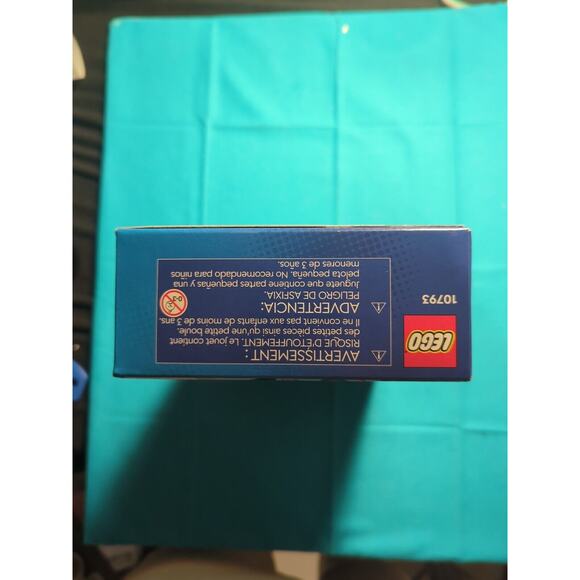 LEGO
10793
AVERTISSEMENT :
RISQUE D'ÉTOUFFEMENT. Le jouet contient
des petites pièces ainsi qu'une petite boule.
Il ne convient pas aux enfants de moins de 3 ans.
ADVERTENCIA:
PELIGRO DE ASFIXIA.
Juguete que contiene partes pequeñas y una
pelota pequeña. No recomendado para niños
menores de 3 años.
0-3